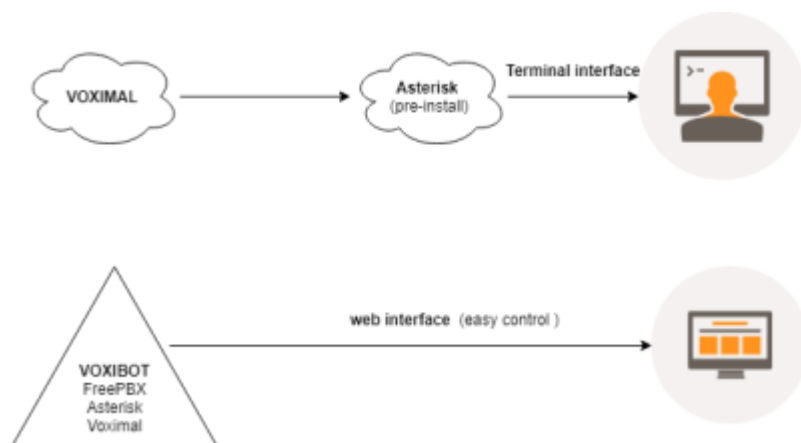 VOXIMAL
Asterisk
(pre-install)
Terminal interface
>-
web interface (easy control )
VOXIBOT
FreePBX
Asterisk
Voximal